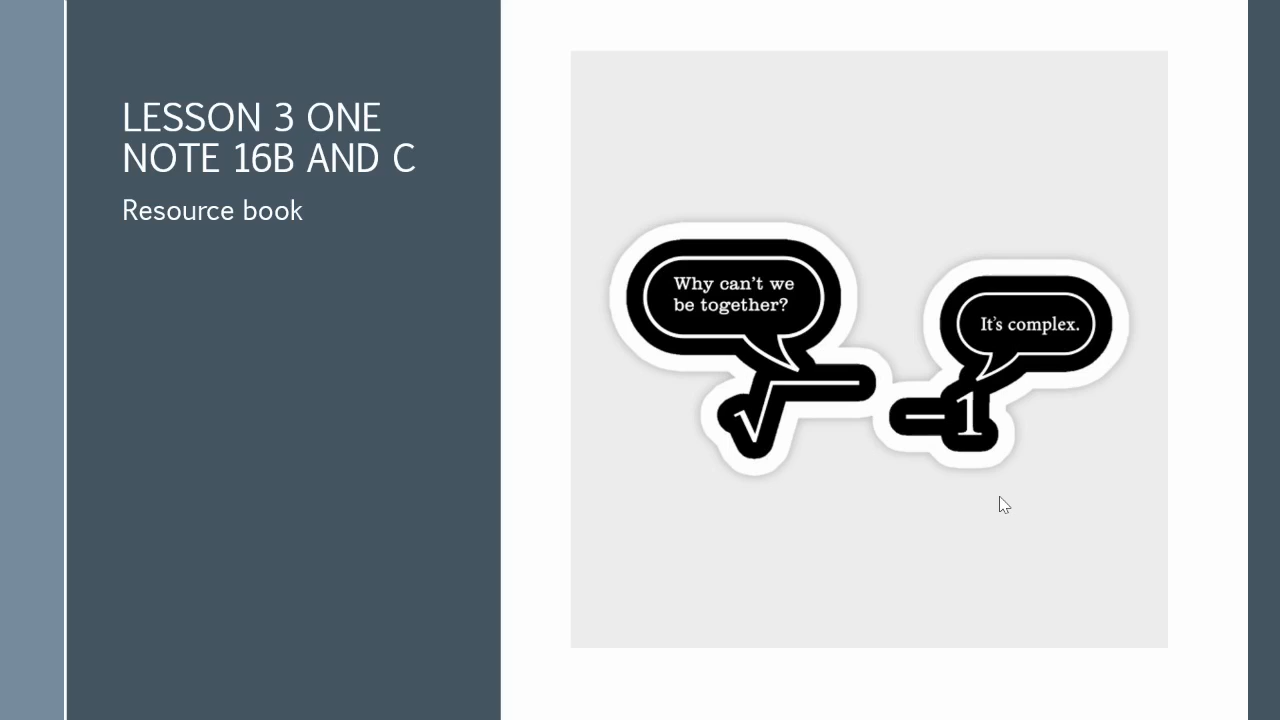 LESSON 3 ONE
NOTE 16B AND C
Resource book
Why can't we
be together?
It's complex.
√
−1